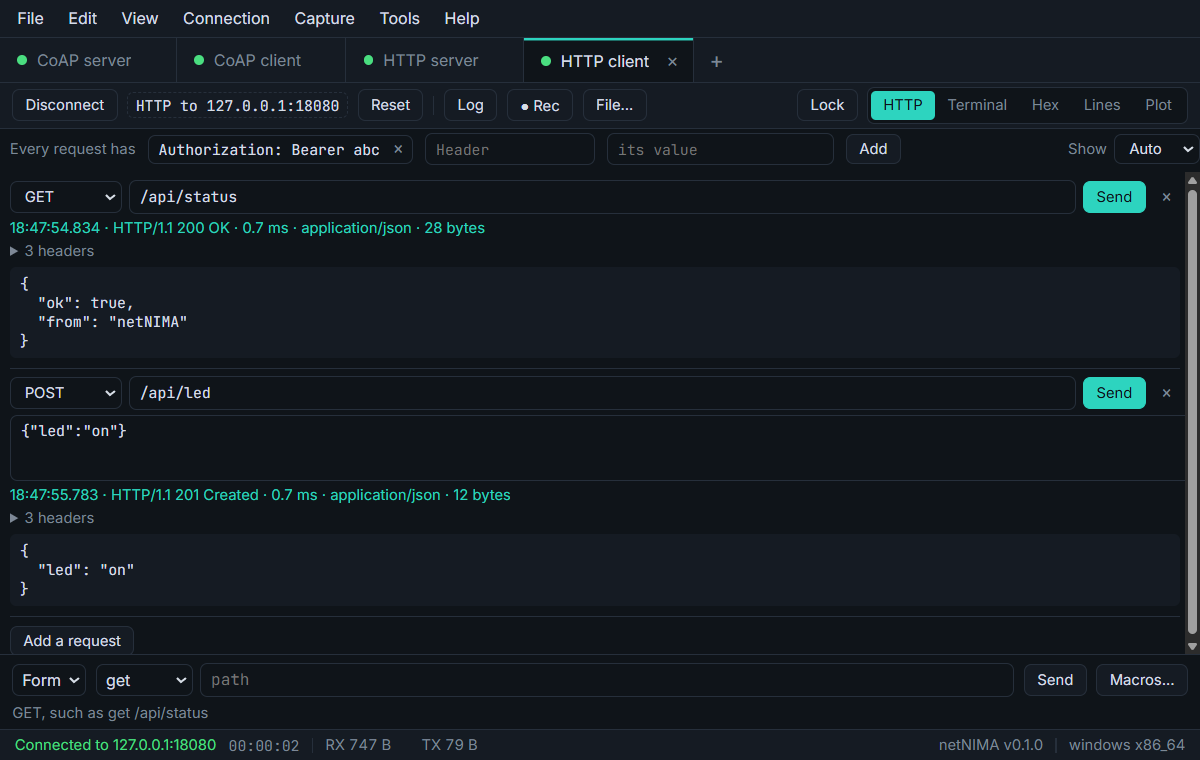 File Edit View Connection Capture Tools Help
CoAP server CoAP client HTTP server HTTP client × +
Disconnect HTTP to 127.0.0.1:18080 Reset Log ● Rec File... Lock HTTP Terminal Hex Lines Plot
Every request has Authorization: Bearer abc × Header its value Add Show Auto
GET /api/status Send ×
18:47:54.834 · HTTP/1.1 200 OK · 0.7 ms · application/json · 28 bytes
▶ 3 headers
{
"ok": true,
"from": "netNIMA"
}
POST /api/led Send ×
{"led":"on"}
18:47:55.783 · HTTP/1.1 201 Created · 0.7 ms · application/json · 12 bytes
▶ 3 headers
{
"led": "on"
}
Add a request
Form get path Send Macros...
GET, such as get /api/status
Connected to 127.0.0.1:18080 00:00:02 RX 747 B TX 79 B netNIMA v0.1.0 windows x86_64